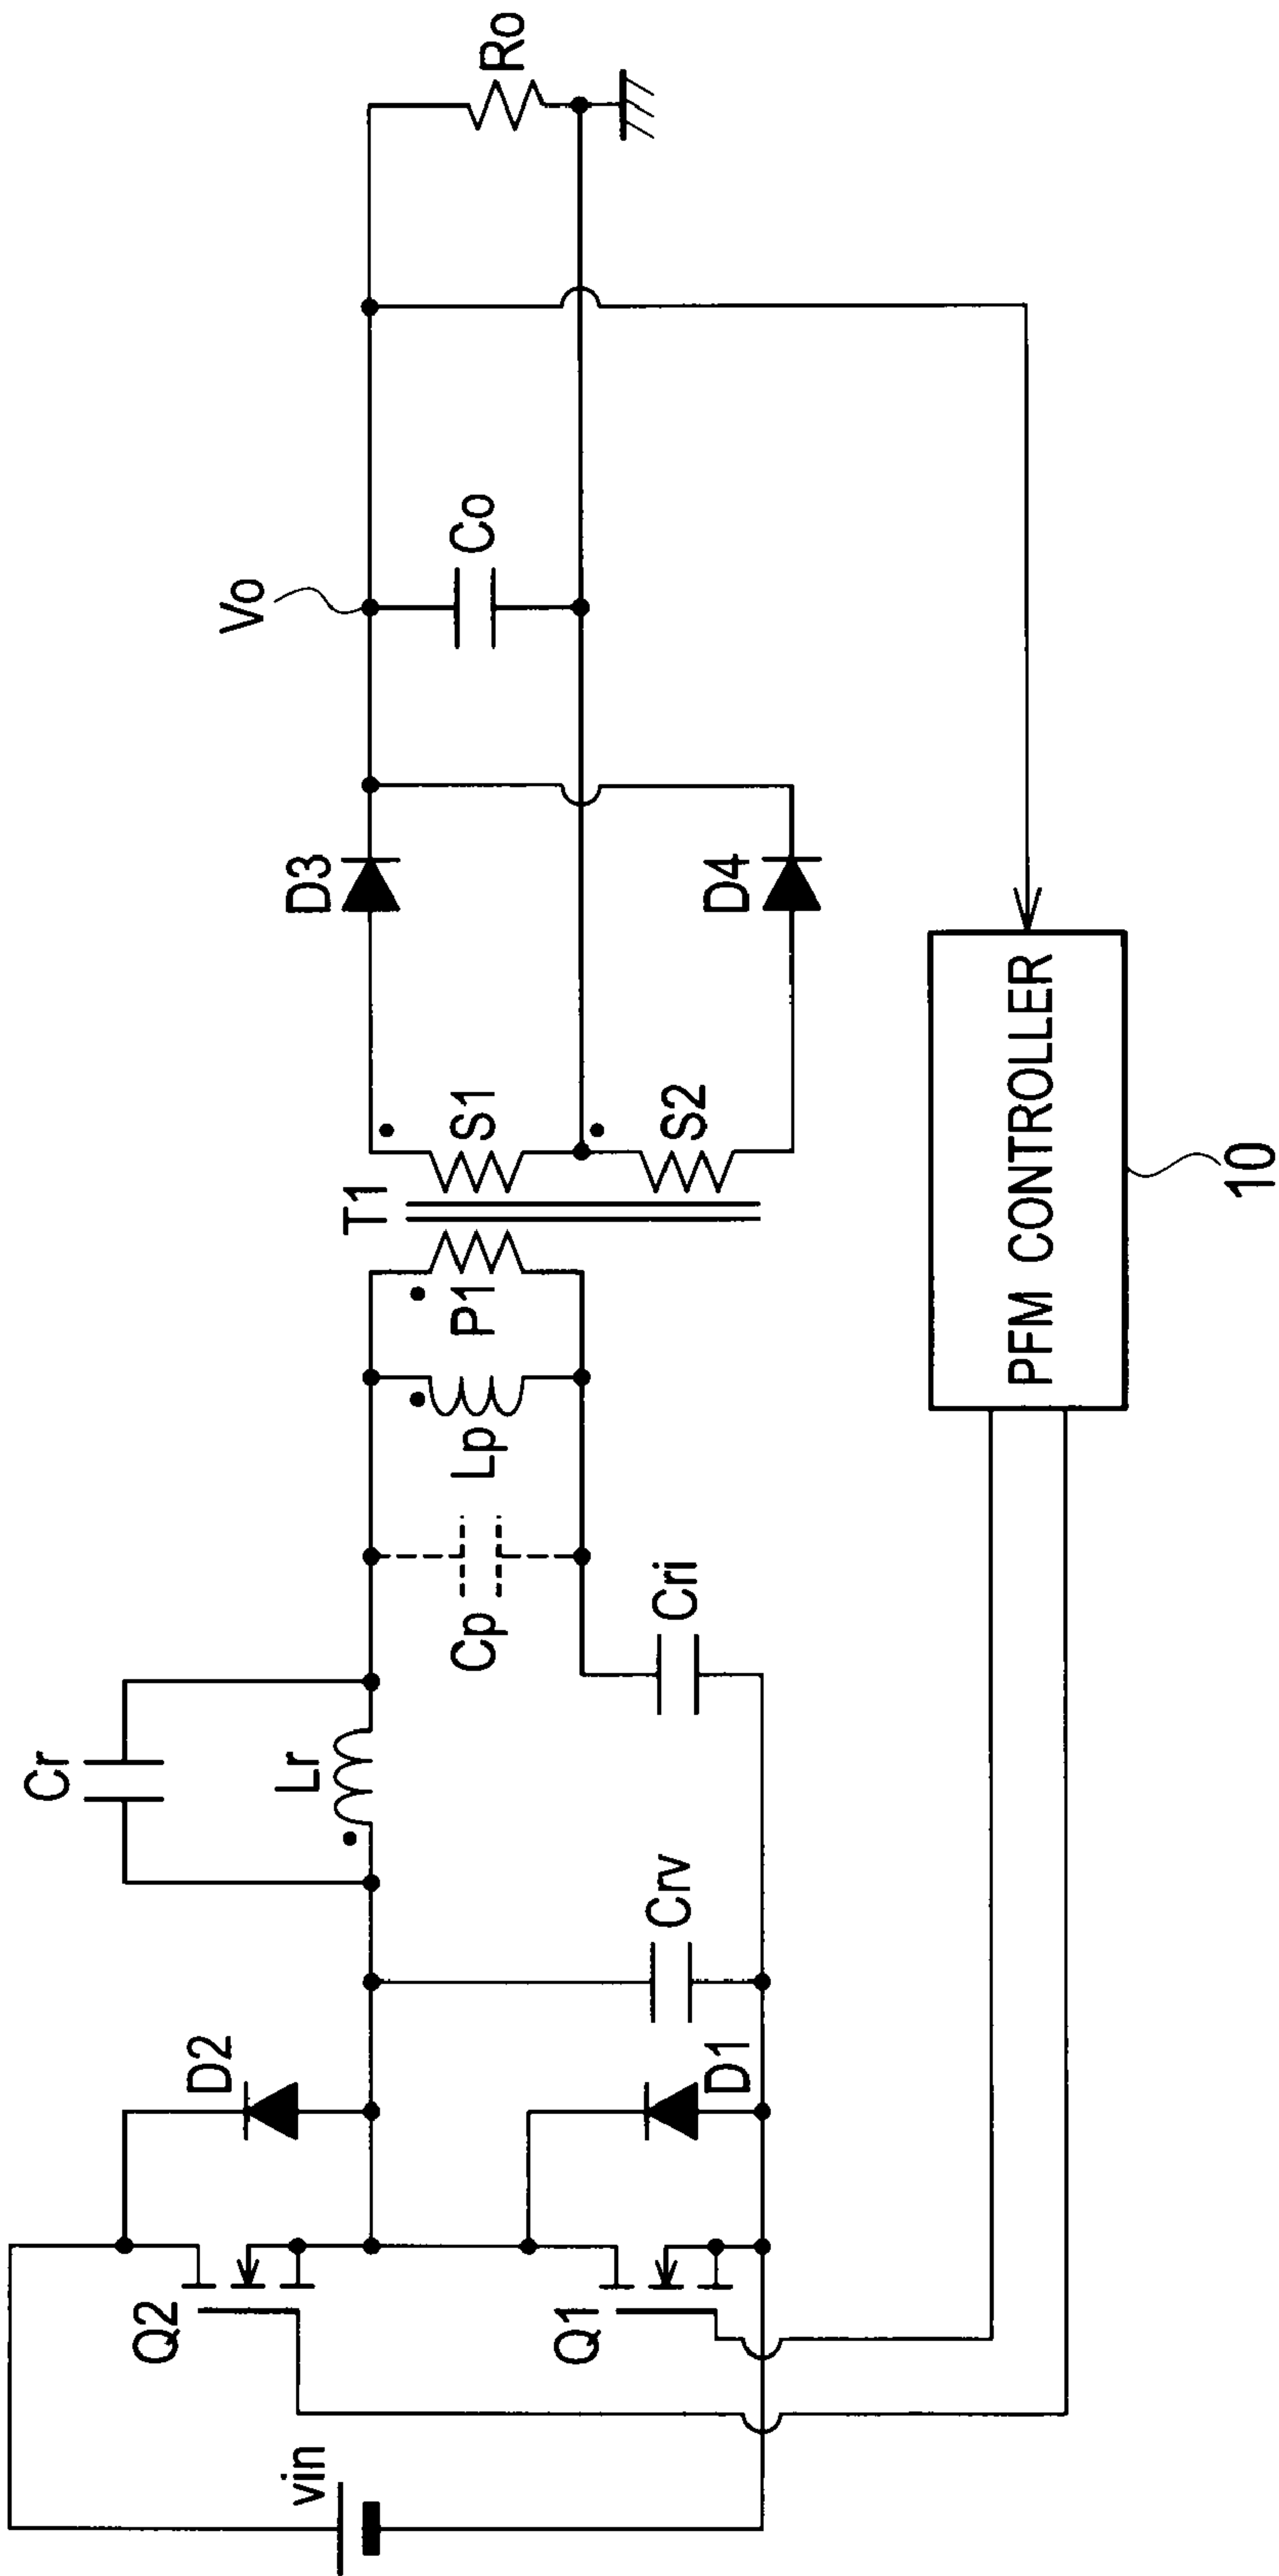 vin
Q2
Q1
D2
D1
Crv
Cr
Lr
Cri
Cp
Lp
P1
T1
S1
S2
D3
D4
Vo
Co
Ro
PFM CONTROLLER
10